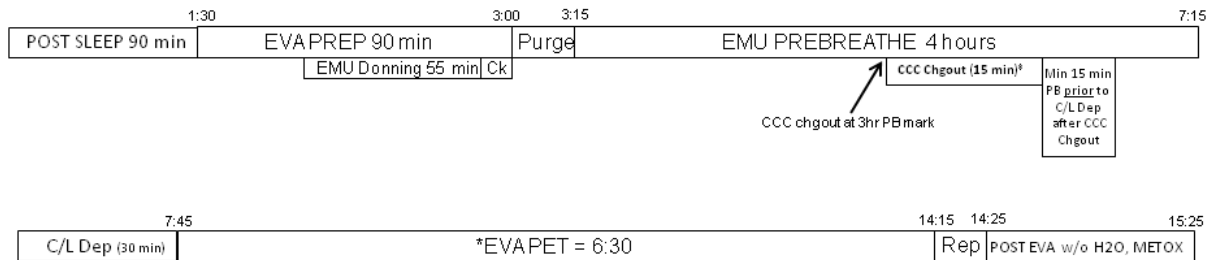 1:30 3:00 3:15 7:15
POST SLEEP 90 min EVA PREP 90 min Purge EMU PREBREATHE 4 hours
EMU Donning 55 min Ck CCC Chgout (15 min)*
Min 15 min
PB prior to
C/L Dep
after CCC
Chgout
CCC chgout at 3hr PB mark
7:45 14:15 14:25 15:25
C/L Dep (30 min) *EVA PET = 6:30 Rep POST EVA w/o H2O, METOX